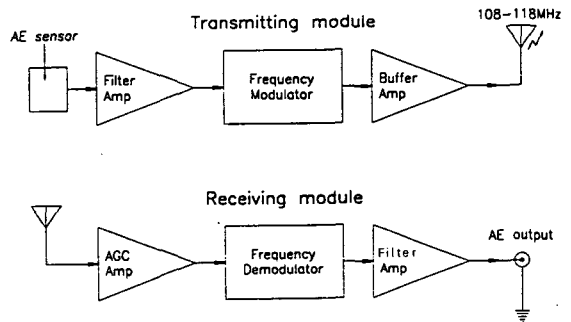 Transmitting module
108-118MHz
AE sensor
Filter
Amp
Frequency
Modulator
Buffer
Amp
Receiving module
AGC
Amp
Frequency
Demodulator
Filter
Amp
AE output